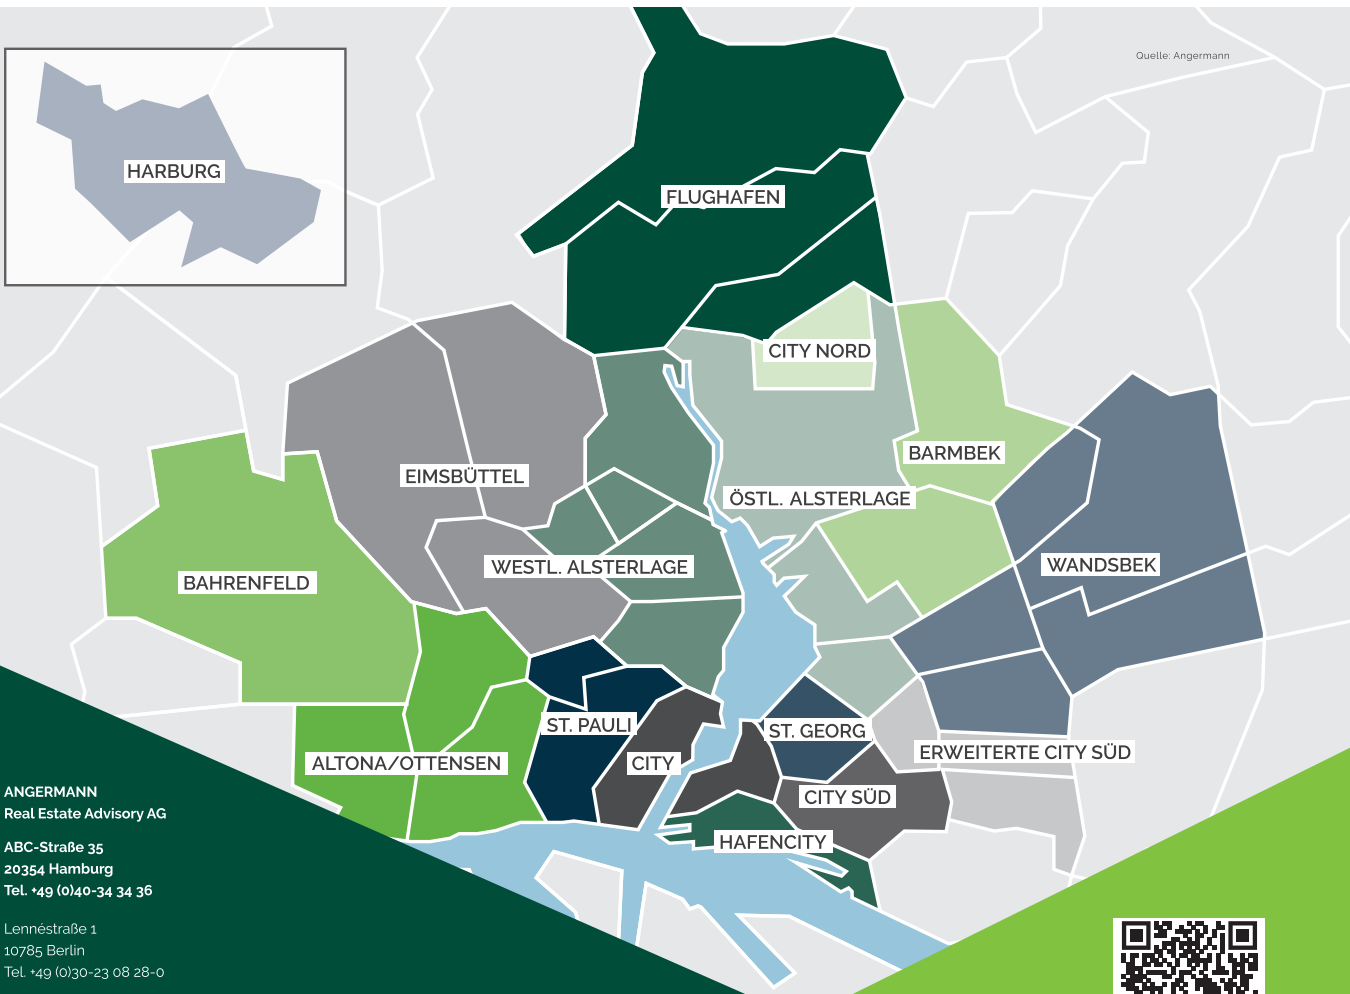 Quelle: Angermann
HARBURG
FLUGHAFEN
CITY NORD
BARMBEK
EIMSBÜTTEL
ÖSTL. ALSTERLAGE
WANDSBEK
WESTL. ALSTERLAGE
BAHRENFELD
ST. PAULI
ST. GEORG
ERWEITERTE CITY SÜD
ALTONA/OTTENSEN
CITY
CITY SÜD
HAFENCITY
ANGERMANN
Real Estate Advisory AG
ABC-Straße 35
20354 Hamburg
Tel. +49 (0)40-34 34 36
Lennéstraße 1
10785 Berlin
Tel. +49 (0)30-23 08 28-0